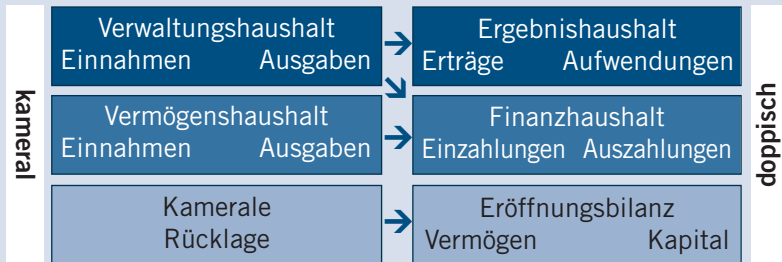 kameral
Verwaltungshaushalt
Einnahmen Ausgaben
Ergebnishaushalt
Erträge Aufwendungen
Vermögenshaushalt
Einnahmen Ausgaben
Finanzhaushalt
Einzahlungen Auszahlungen
Kamerale
Rücklage
Eröffnungsbilanz
Vermögen Kapital
doppisch